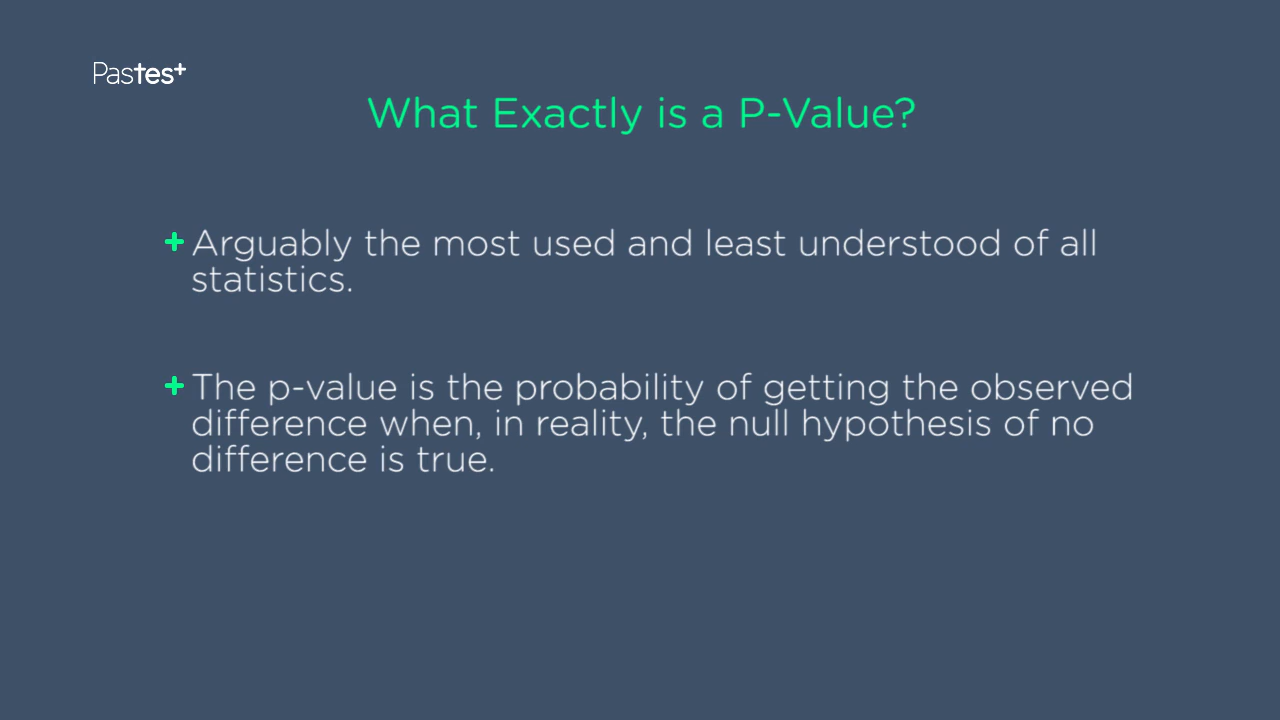 Pastes+
What Exactly is a P-Value?
+ Arguably the most used and least understood of all
statistics.
+ The p-value is the probability of getting the observed
difference when, in reality, the null hypothesis of no
difference is true.